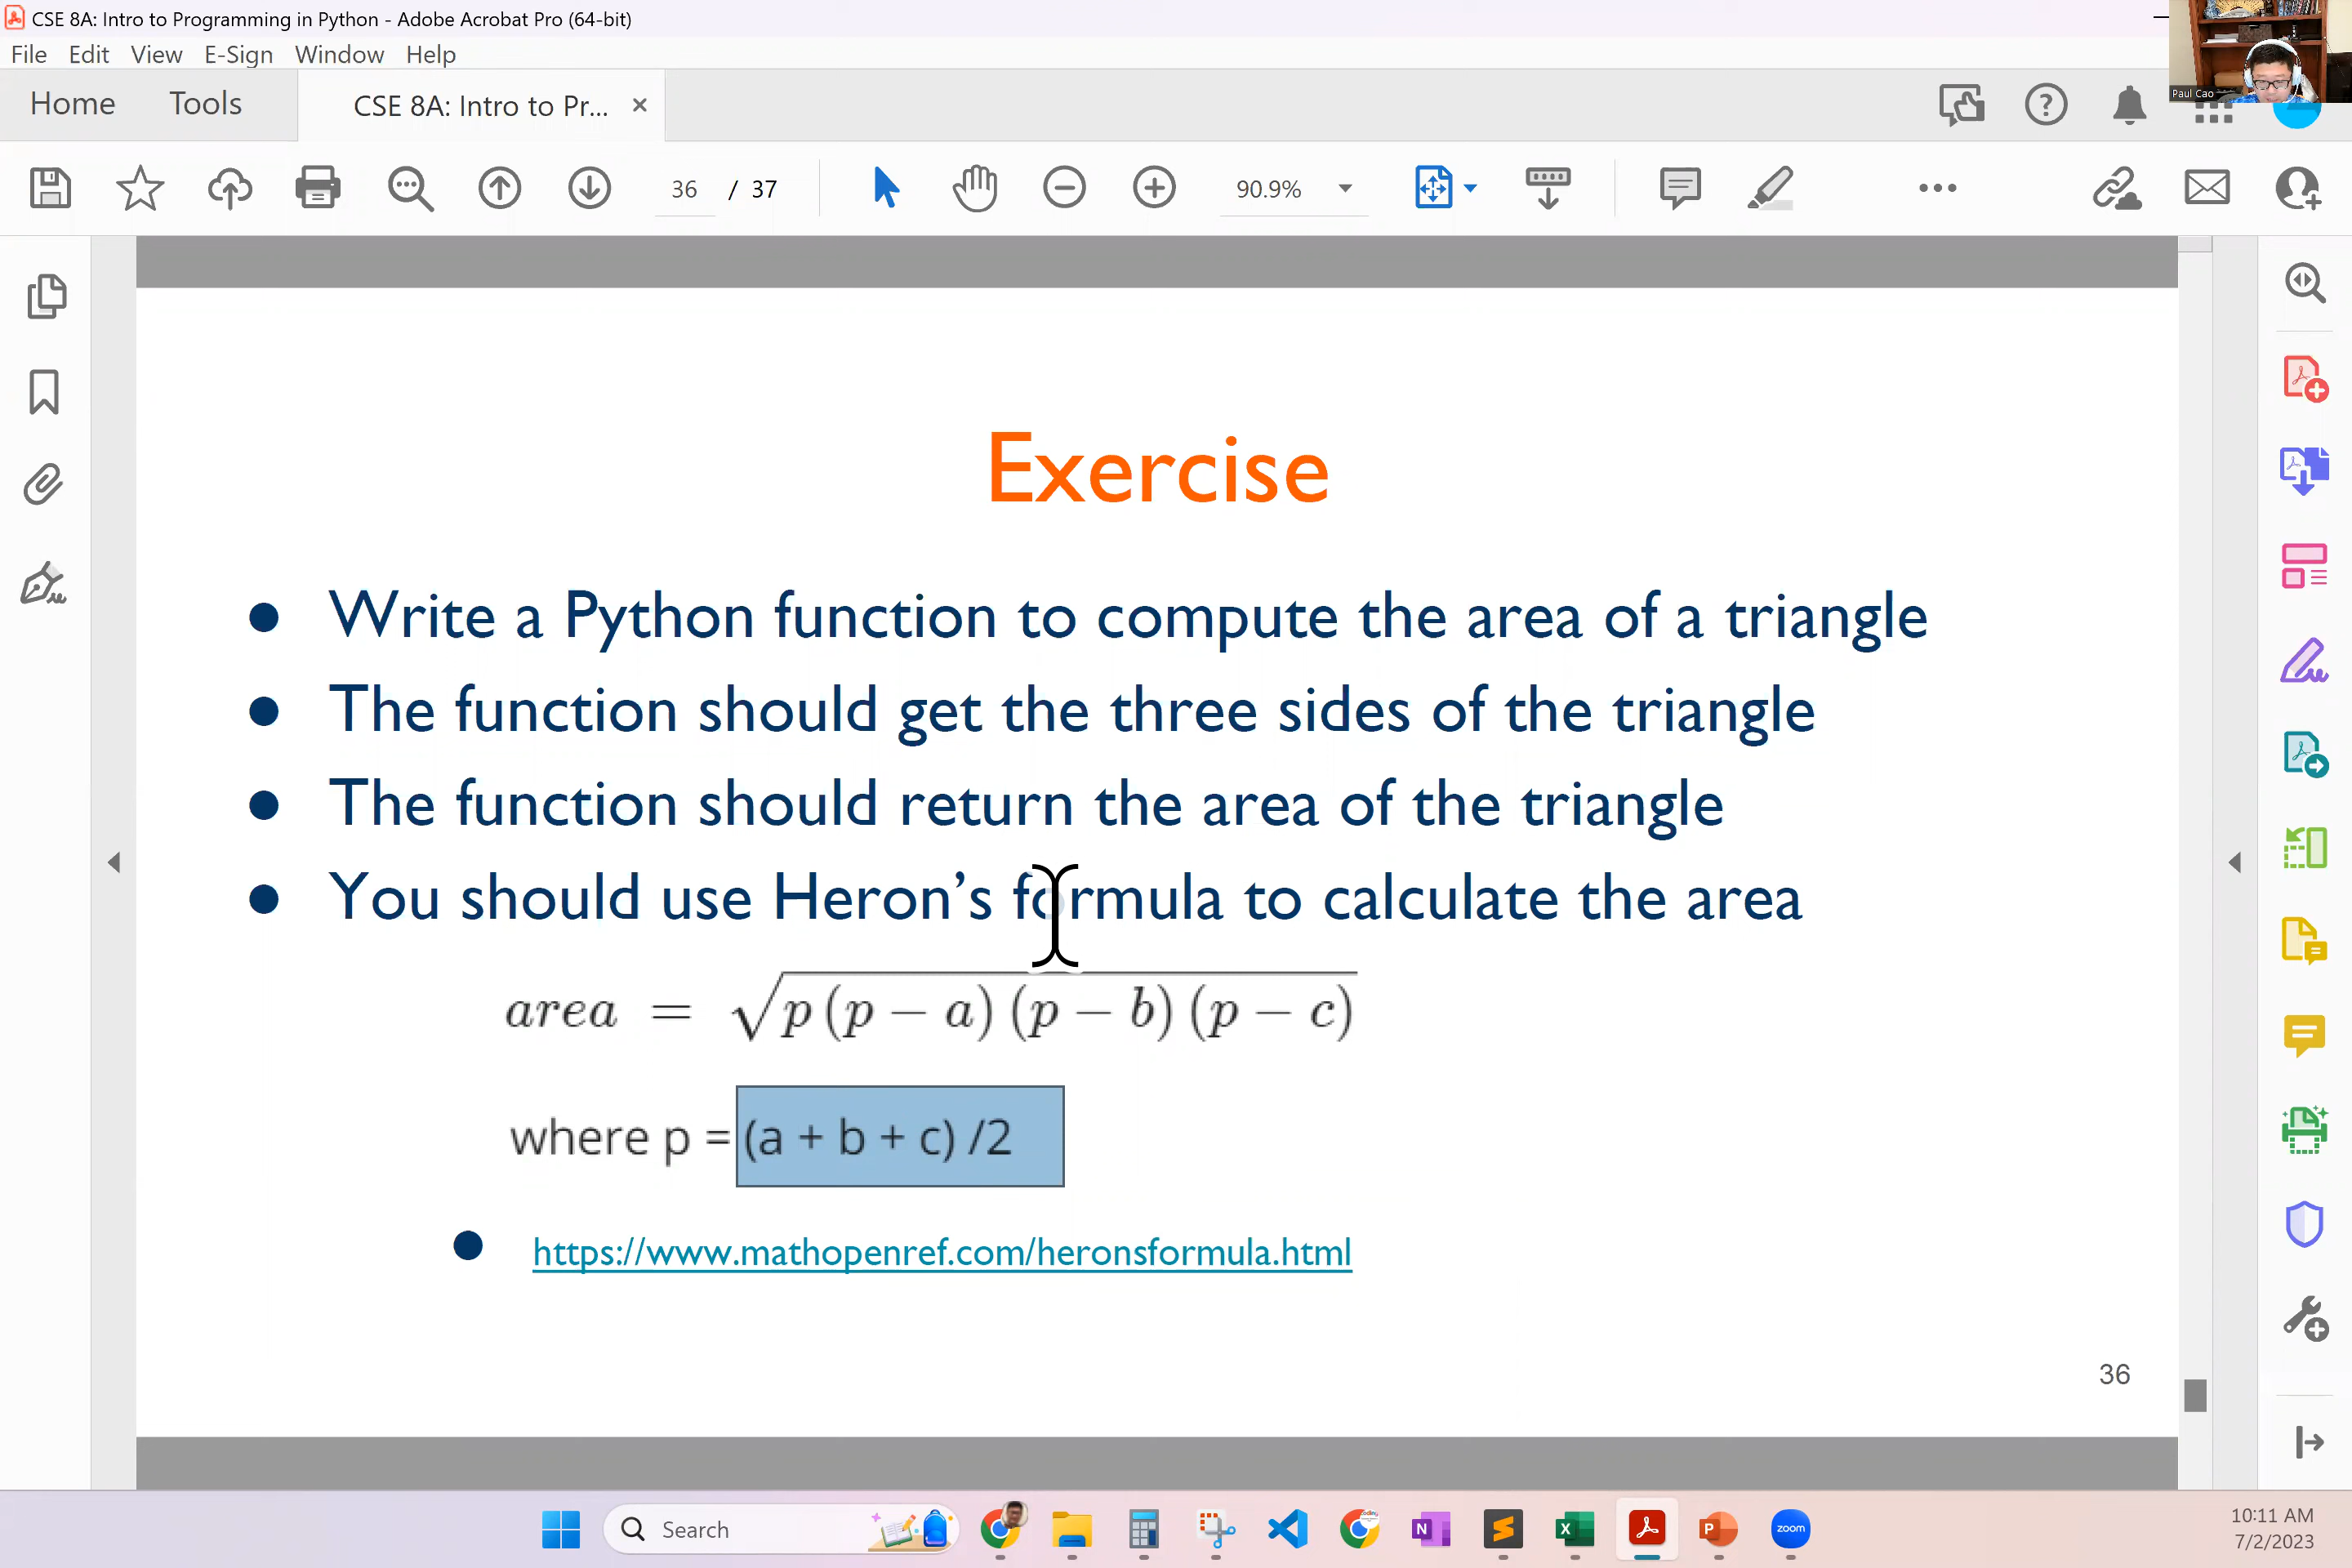 CSE 8A: Intro to Programming in Python - Adobe Acrobat Pro (64-bit)
File Edit View E-Sign Window Help
Paul Cao
Home Tools CSE 8A: Intro to Pr... ×
36 / 37 90.9%
Exercise
● Write a Python function to compute the area of a triangle
● The function should get the three sides of the triangle
● The function should return the area of the triangle
● You should use Heron’s formula to calculate the area
area = √p (p − a) (p − b) (p − c)
where p = (a + b + c) /2
● https://www.mathopenref.com/heronsformula.html
36
Search
zoom
10:11 AM
7/2/2023